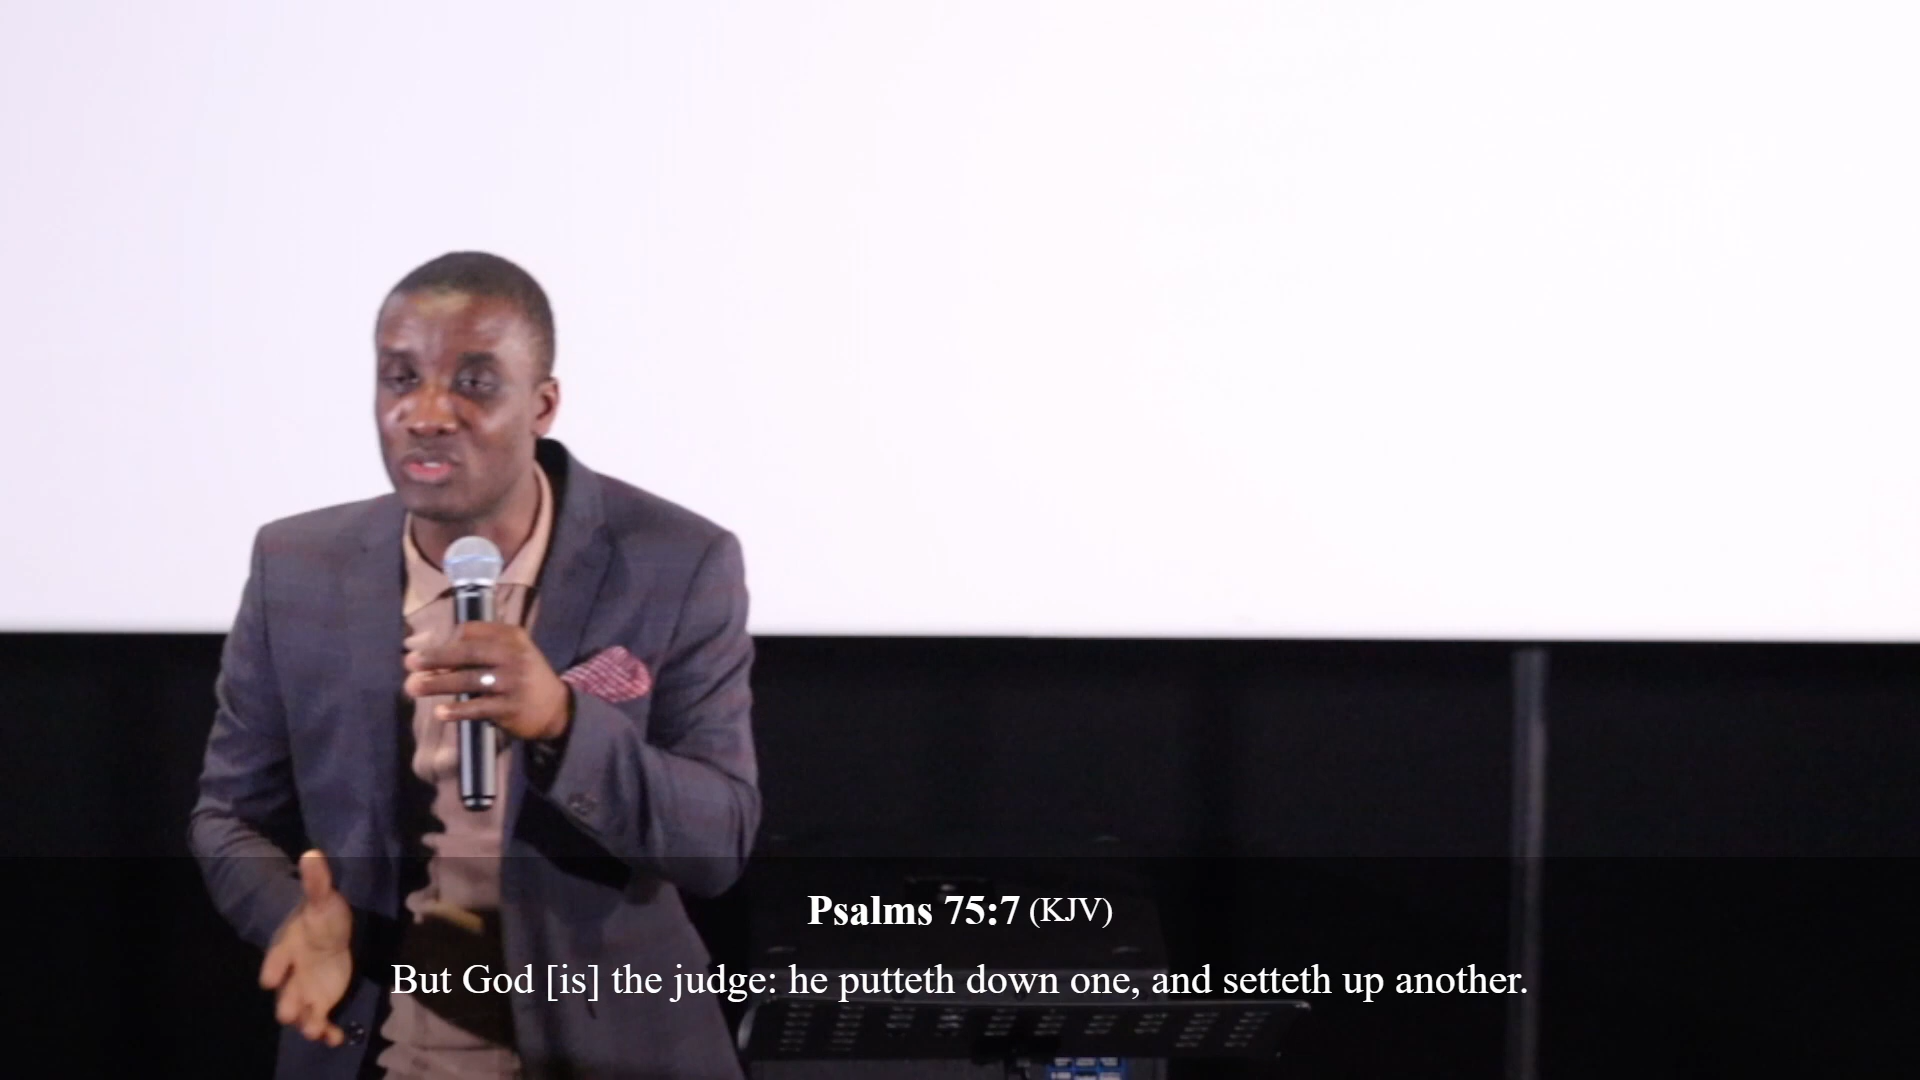 Psalms 75:7 (KJV)
But God [is] the judge: he putteth down one, and setteth up another.